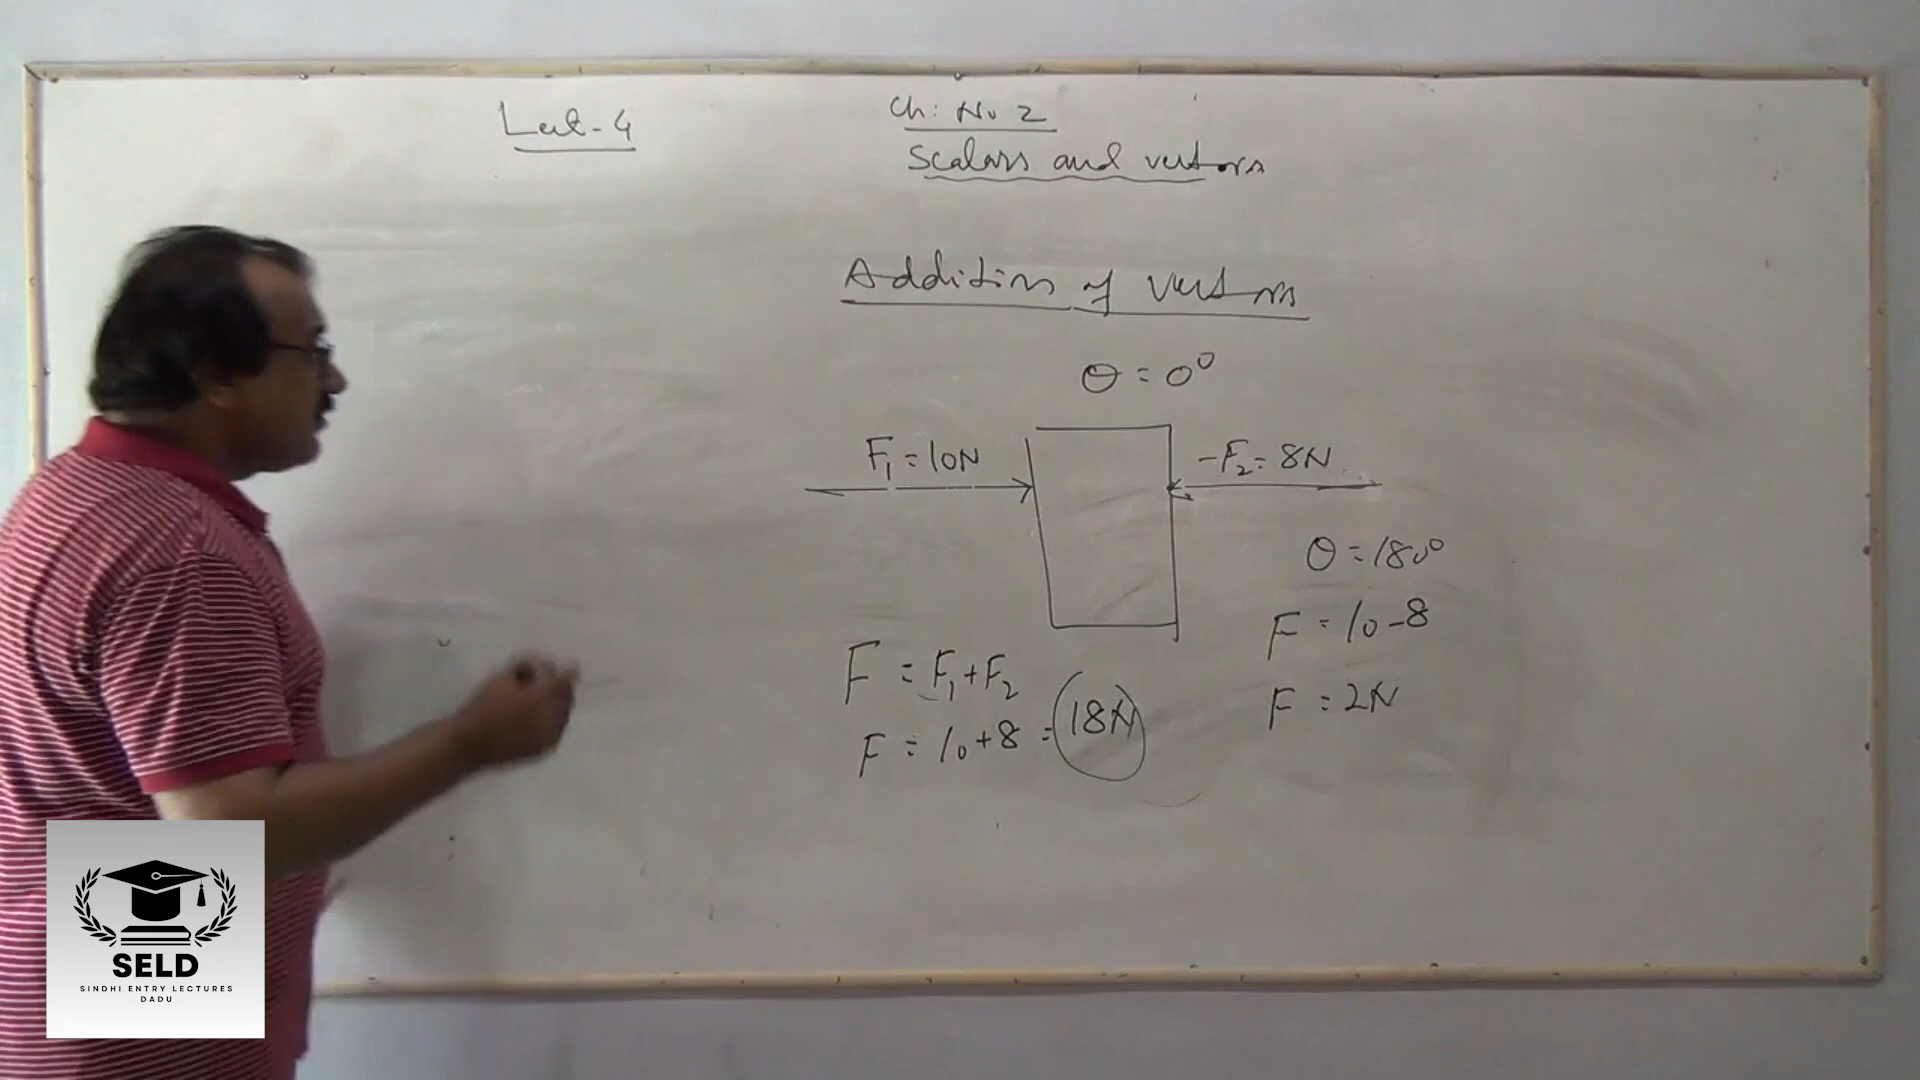 Lect-4
Ch: No 2
Scalars and vectors
Addition of vectors
θ = 0°
F₁ = 10N
-F₂ = 8N
θ = 180°
F = F₁ + F₂
F = 10 + 8 = 18N
F = 10 - 8
F = 2N
SELD
SINDHI ENTRY LECTURES
DADU